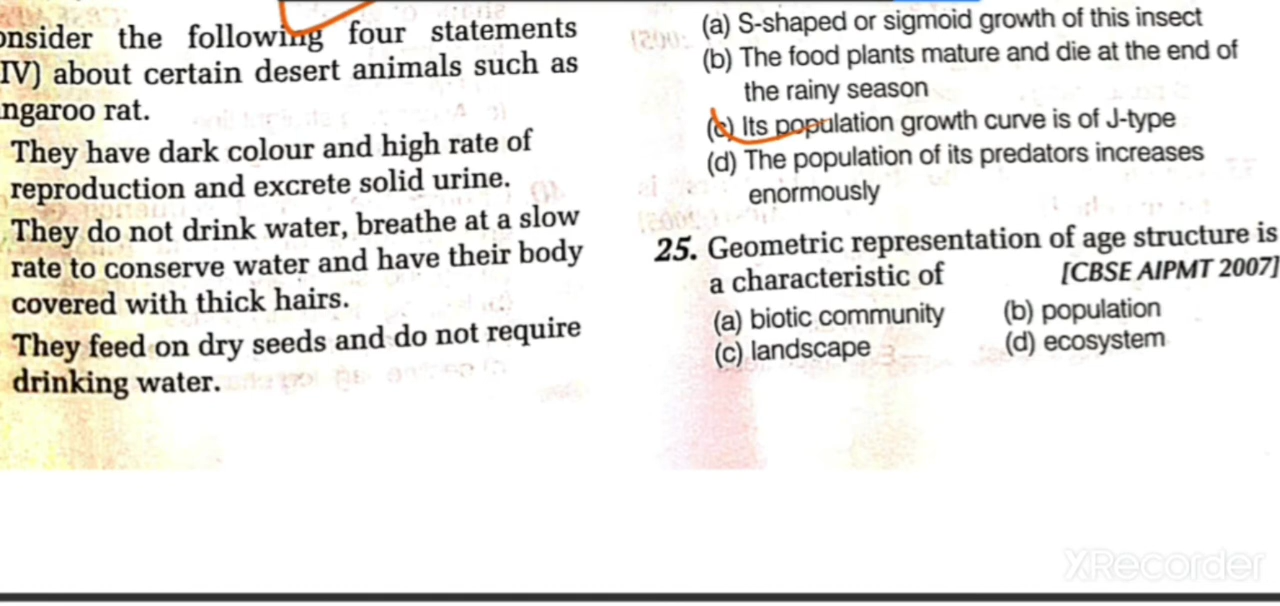 the following four statements
IV) about certain desert animals such as
rat.
They have dark colour and high rate of
reproduction and excrete solid urine.
They do not drink water, breathe at a slow
rate to conserve water and have their body
covered with thick hairs.
They feed on dry seeds and do not require
drinking water.
(a) S-shaped or sigmoid growth of this insect
(b) The food plants mature and die at the end of
the rainy season
(c) Its population growth curve is of J-type
(d) The population of its predators increases
enormously
25. Geometric representation of age structure is
a characteristic of [CBSE AIPMT 2007]
(a) biotic community (b) population
(c) landscape (d) ecosystem
XRecorder